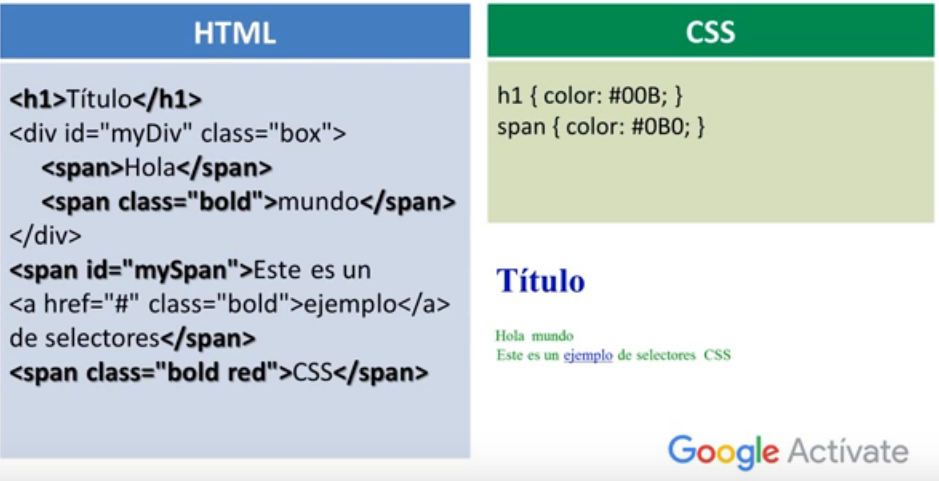 HTML
<h1>Título</h1>
<div id="myDiv" class="box">
<span>Hola</span>
<span class="bold">mundo</span>
</div>
<span id="mySpan">Este es un
<a href="#" class="bold">ejemplo</a>
de selectores</span>
<span class="bold red">CSS</span>
CSS
h1 { color: #00B; }
span { color: #0B0; }
Título
Hola mundo
Este es un ejemplo de selectores CSS
Google Actívate